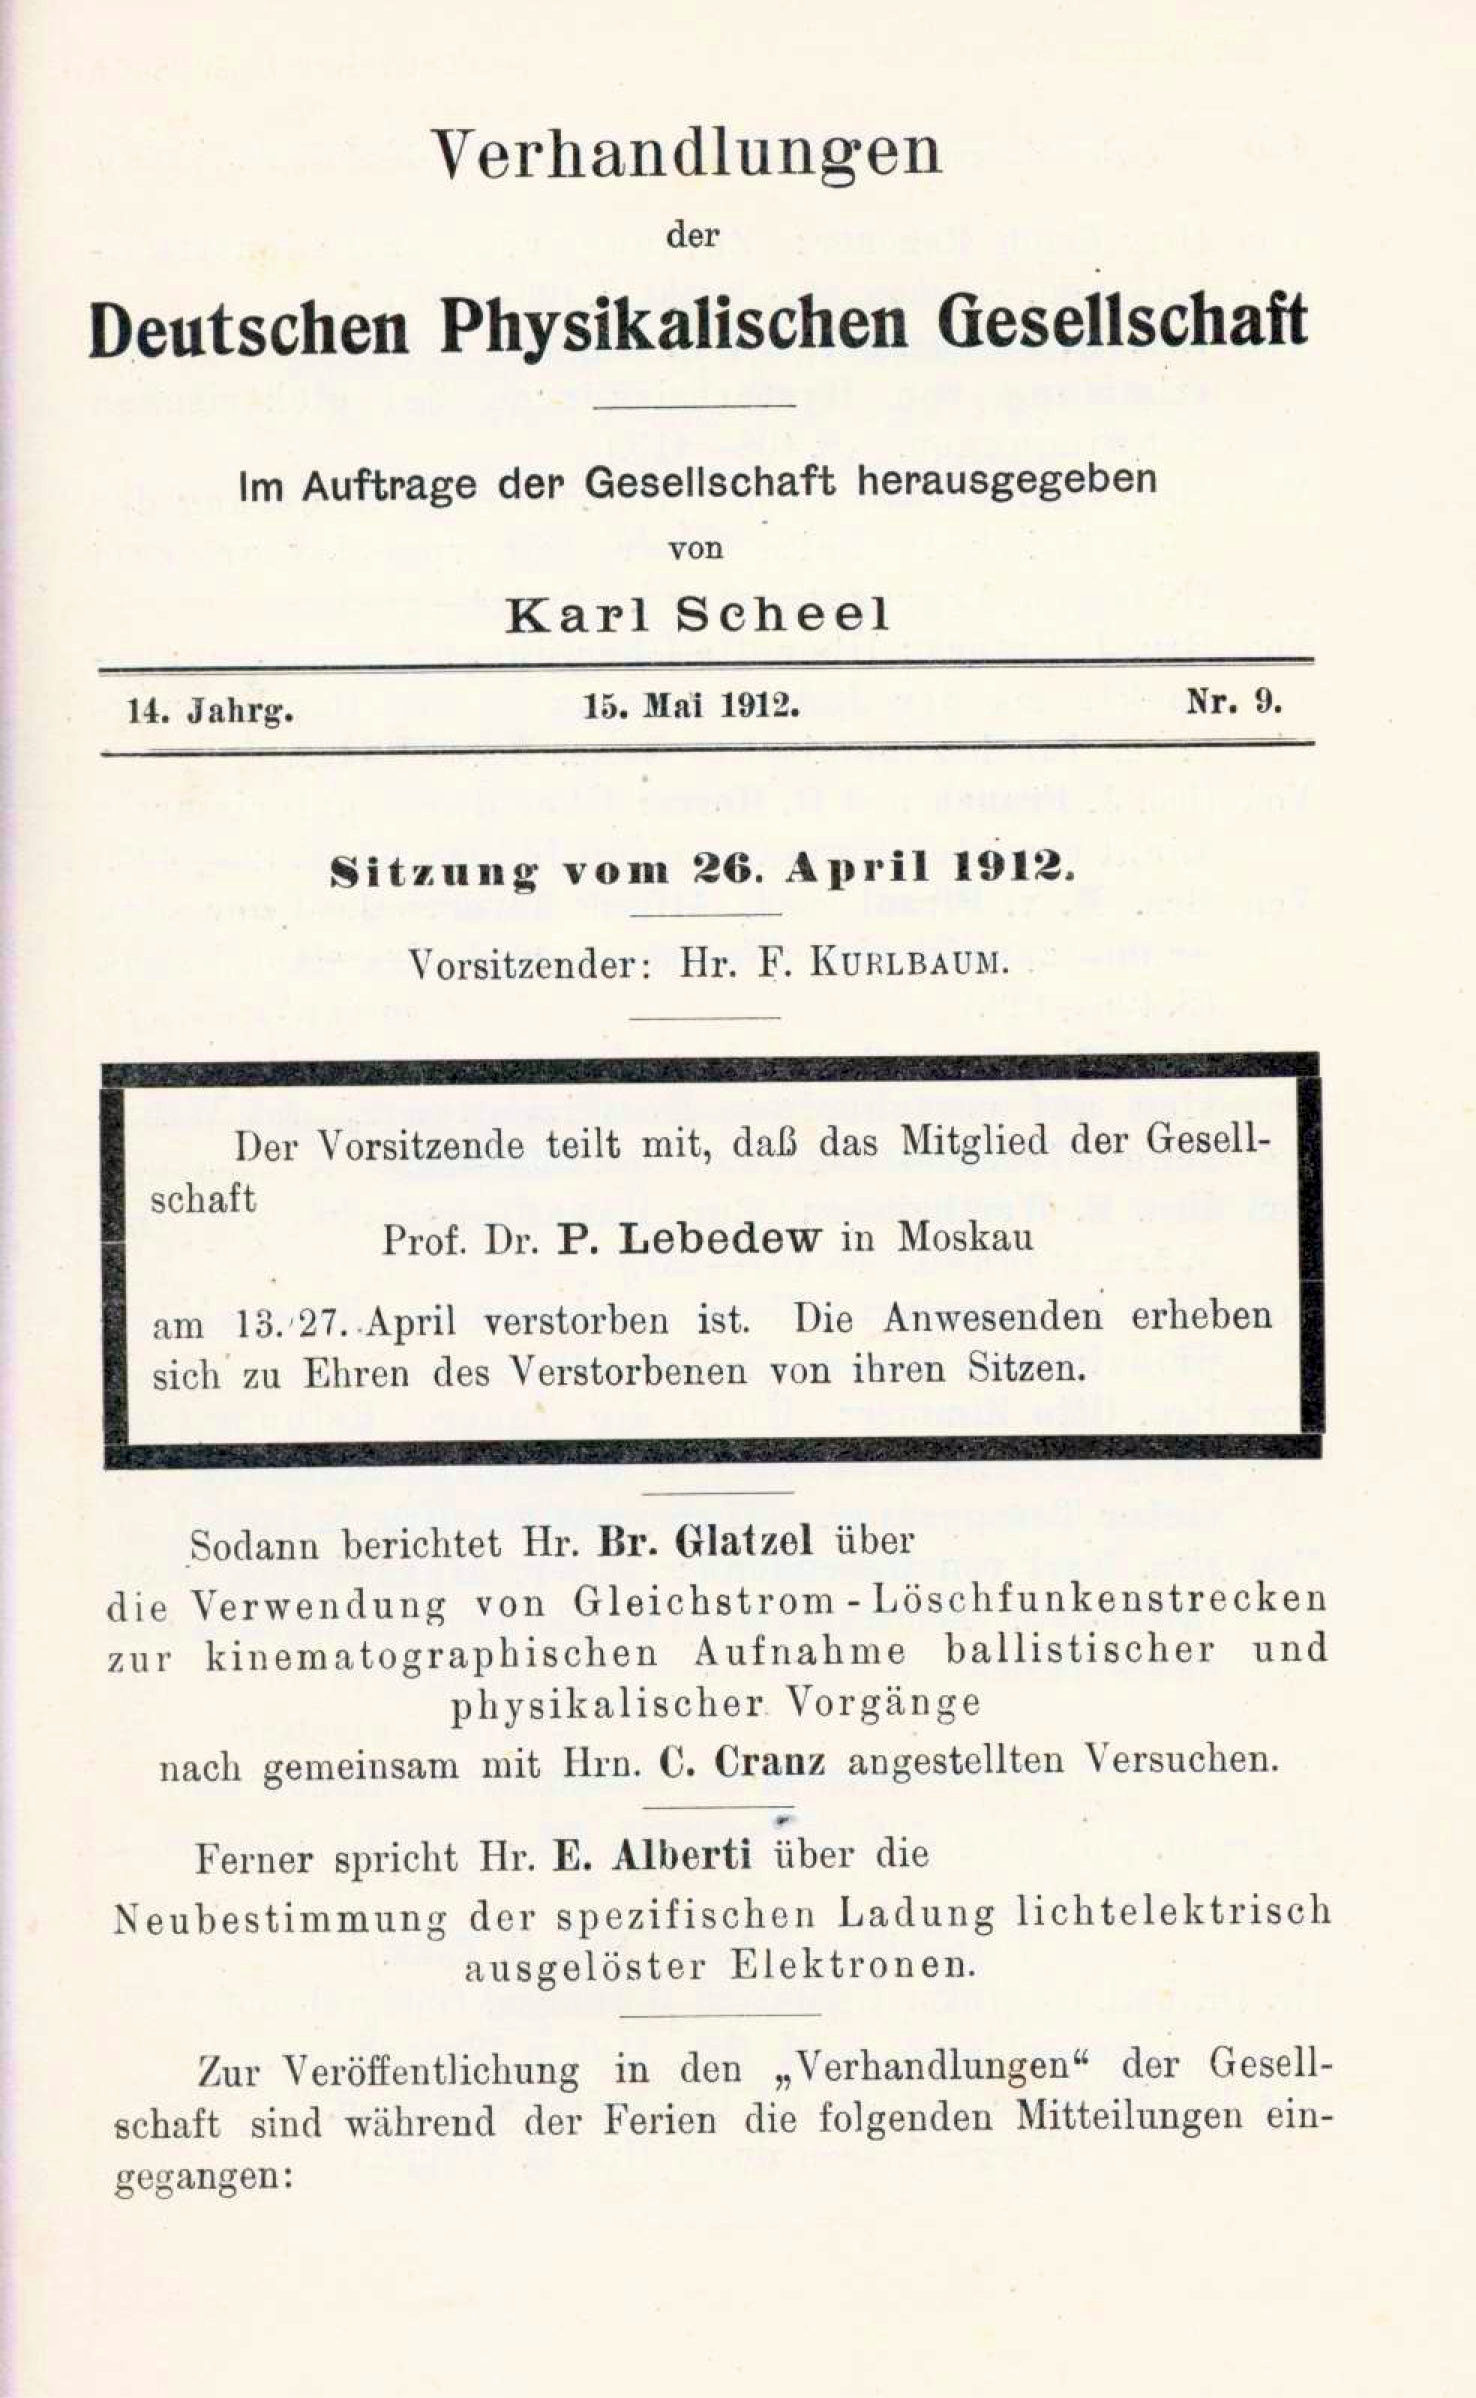 Verhandlungen
der
Deutschen Physikalischen Gesellschaft
Im Auftrage der Gesellschaft herausgegeben
von
Karl Scheel
14. Jahrg. 15. Mai 1912. Nr. 9.
Sitzung vom 26. April 1912.
Vorsitzender: Hr. F. KURLBAUM.
Der Vorsitzende teilt mit, daß das Mitglied der Gesell-
schaft
Prof. Dr. P. Lebedew in Moskau
am 13./27. April verstorben ist. Die Anwesenden erheben
sich zu Ehren des Verstorbenen von ihren Sitzen.
Sodann berichtet Hr. Br. Glatzel über
die Verwendung von Gleichstrom-Löschfunkenstrecken
zur kinematographischen Aufnahme ballistischer und
physikalischer Vorgänge
nach gemeinsam mit Hrn. C. Cranz angestellten Versuchen.
Ferner spricht Hr. E. Alberti über die
Neubestimmung der spezifischen Ladung lichtelektrisch
ausgelöster Elektronen.
Zur Veröffentlichung in den „Verhandlungen“ der Gesell-
schaft sind während der Ferien die folgenden Mitteilungen ein-
gegangen: